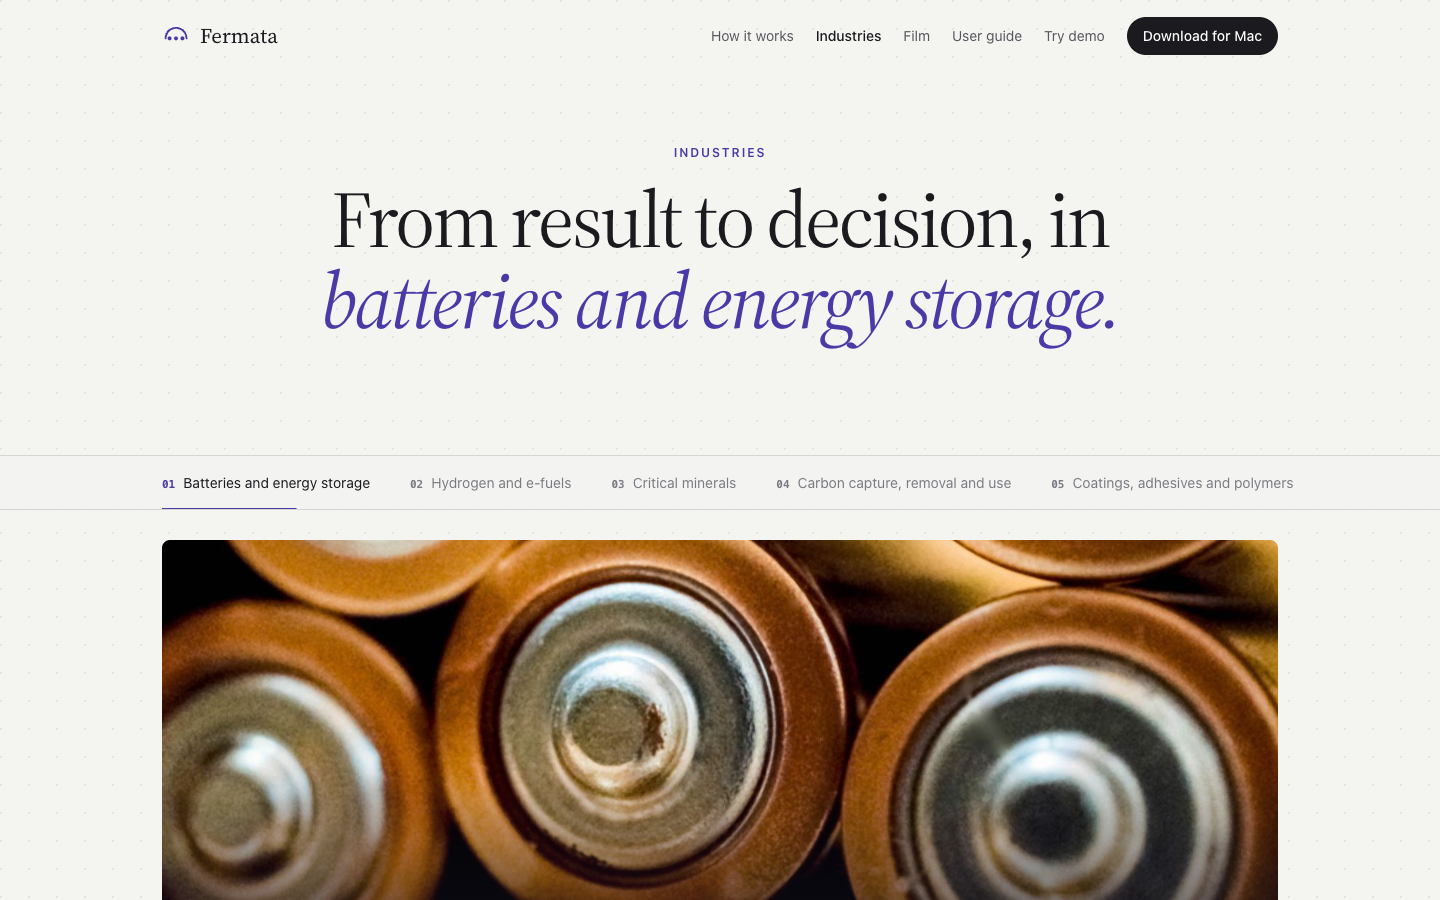 Fermata
How it works Industries Film User guide Try demo Download for Mac
INDUSTRIES
From result to decision, in
batteries and energy storage.
01 Batteries and energy storage 02 Hydrogen and e-fuels 03 Critical minerals 04 Carbon capture, removal and use 05 Coatings, adhesives and polymers